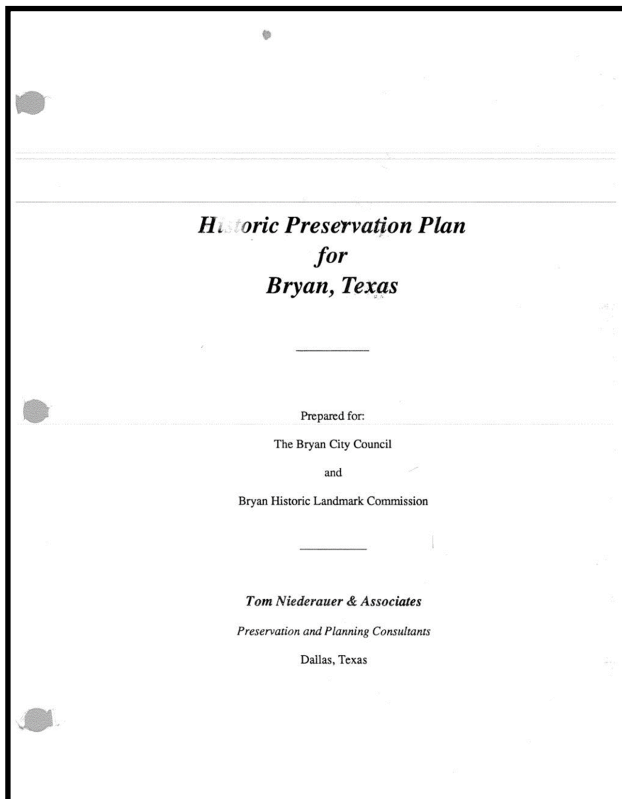 Historic Preservation Plan
for
Bryan, Texas
Prepared for:
The Bryan City Council
and
Bryan Historic Landmark Commission
Tom Niederauer & Associates
Preservation and Planning Consultants
Dallas, Texas